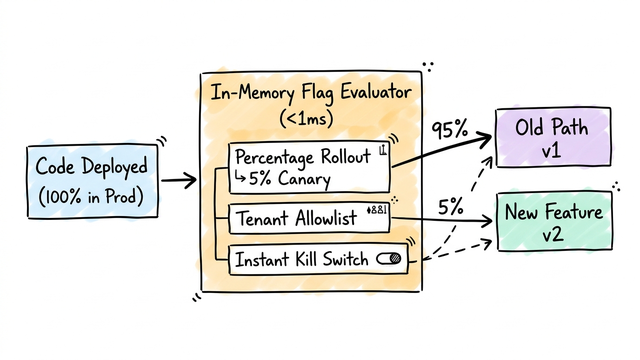 Code Deployed
(100% in Prod)
In-Memory Flag Evaluator
(<1ms)
Percentage Rollout
↳ 5% Canary
Tenant Allowlist
Instant Kill Switch
95%
5%
Old Path
v1
New Feature
v2